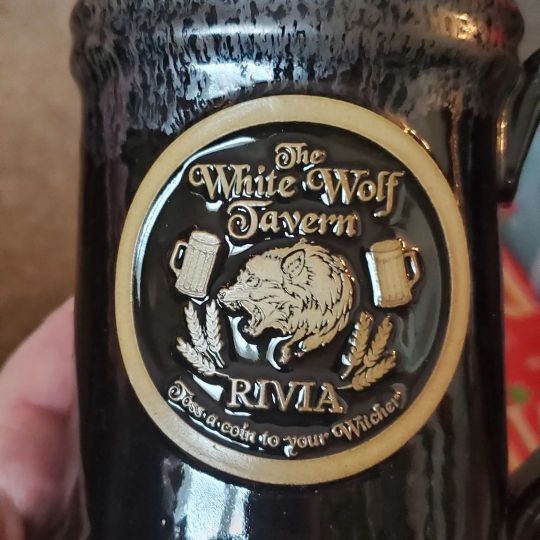 The
White Wolf
Tavern
RIVIA
Toss·a·coin·to·your·Witcher